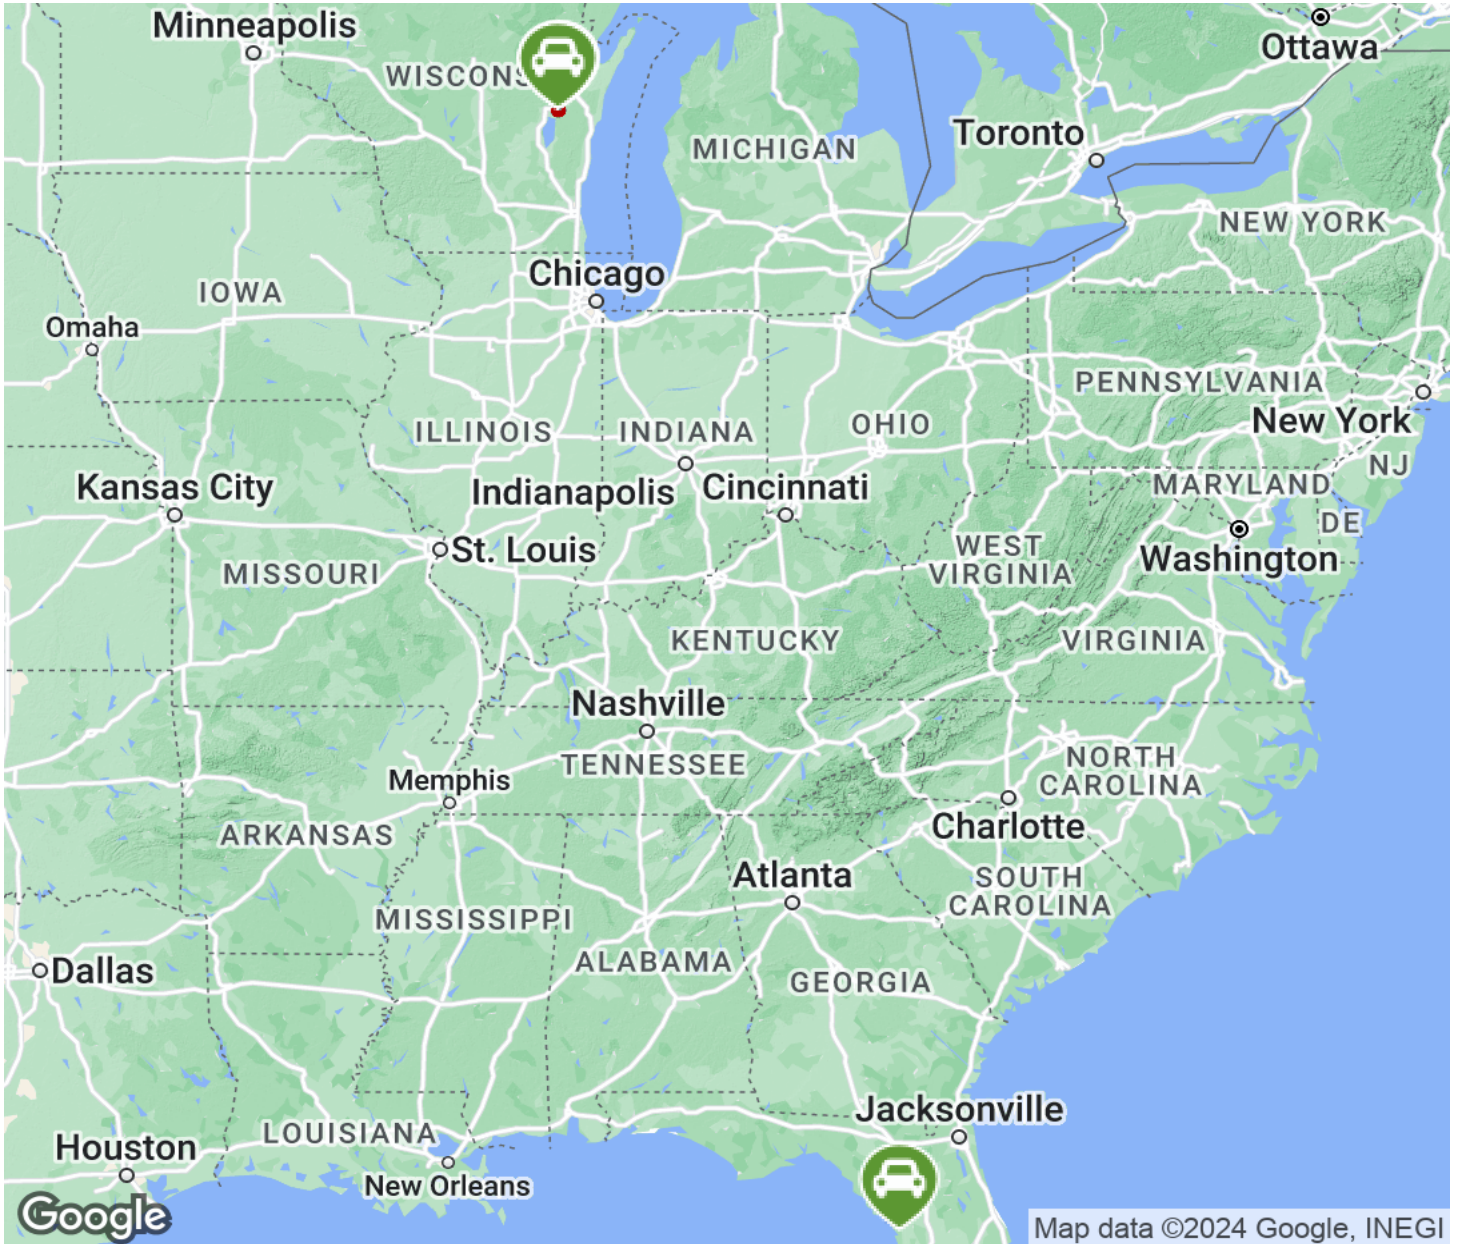 Minneapolis
Ottawa
WISCONS
Toronto
MICHIGAN
NEW YORK
Chicago
IOWA
Omaha
PENNSYLVANIA
New York
ILLINOIS
INDIANA
OHIO
NJ
Kansas City
Indianapolis
Cincinnati
MARYLAND
DE
St. Louis
WEST
VIRGINIA
Washington
MISSOURI
KENTUCKY
VIRGINIA
Nashville
TENNESSEE
NORTH
CAROLINA
Memphis
ARKANSAS
Charlotte
Atlanta
SOUTH
CAROLINA
MISSISSIPPI
ALABAMA
Dallas
GEORGIA
Jacksonville
LOUISIANA
Houston
New Orleans
Google
Map data ©2024 Google, INEGI